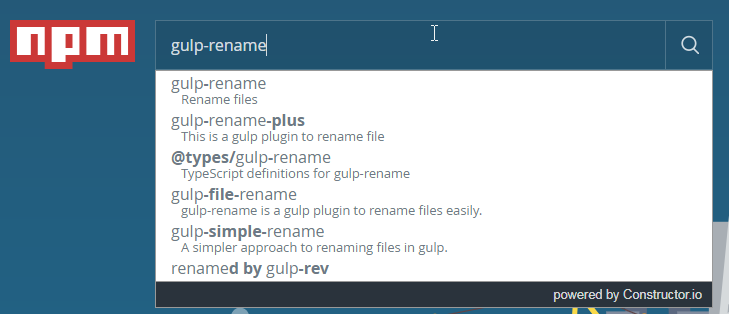 npm
gulp-rename
gulp-rename
Rename files
gulp-rename-plus
This is a gulp plugin to rename file
@types/gulp-rename
TypeScript definitions for gulp-rename
gulp-file-rename
gulp-rename is a gulp plugin to rename files easily.
gulp-simple-rename
A simpler approach to renaming files in gulp.
renamed by gulp-rev
powered by Constructor.io